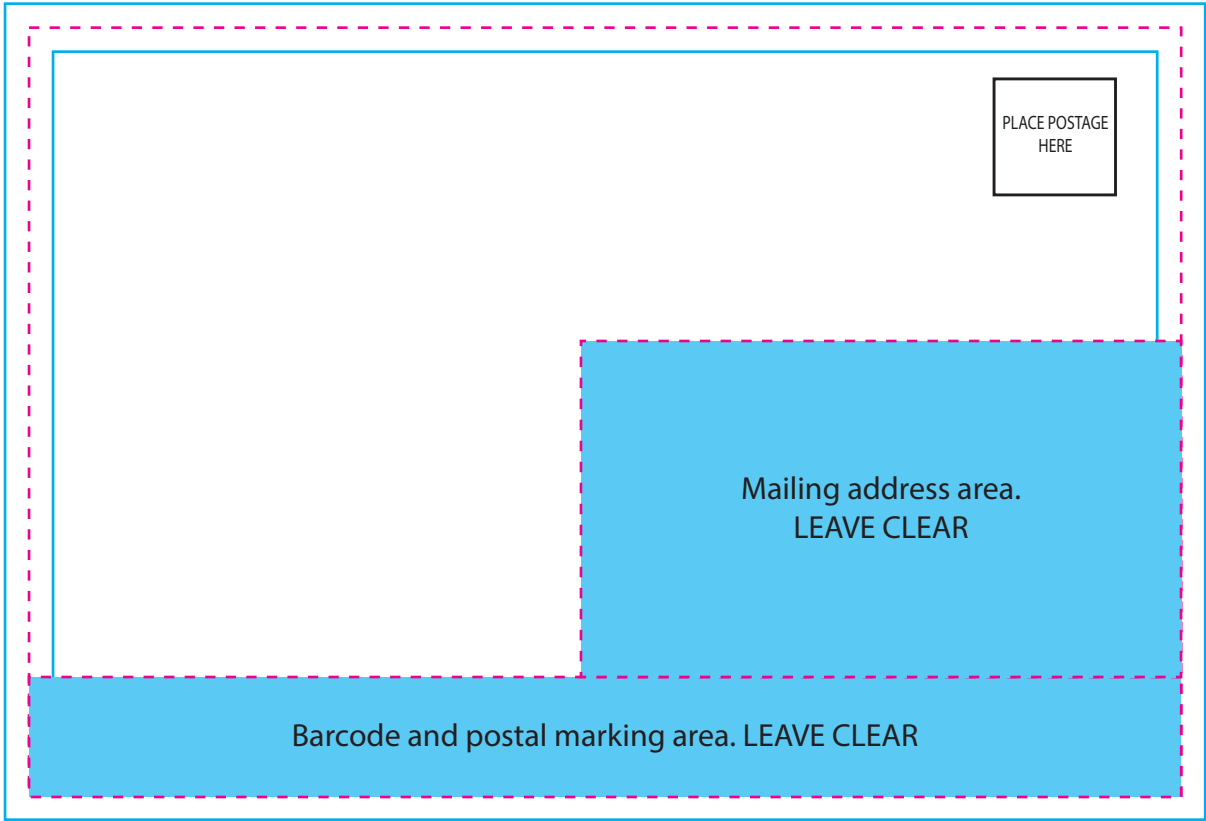 PLACE POSTAGE
HERE
Mailing address area.
LEAVE CLEAR
Barcode and postal marking area. LEAVE CLEAR